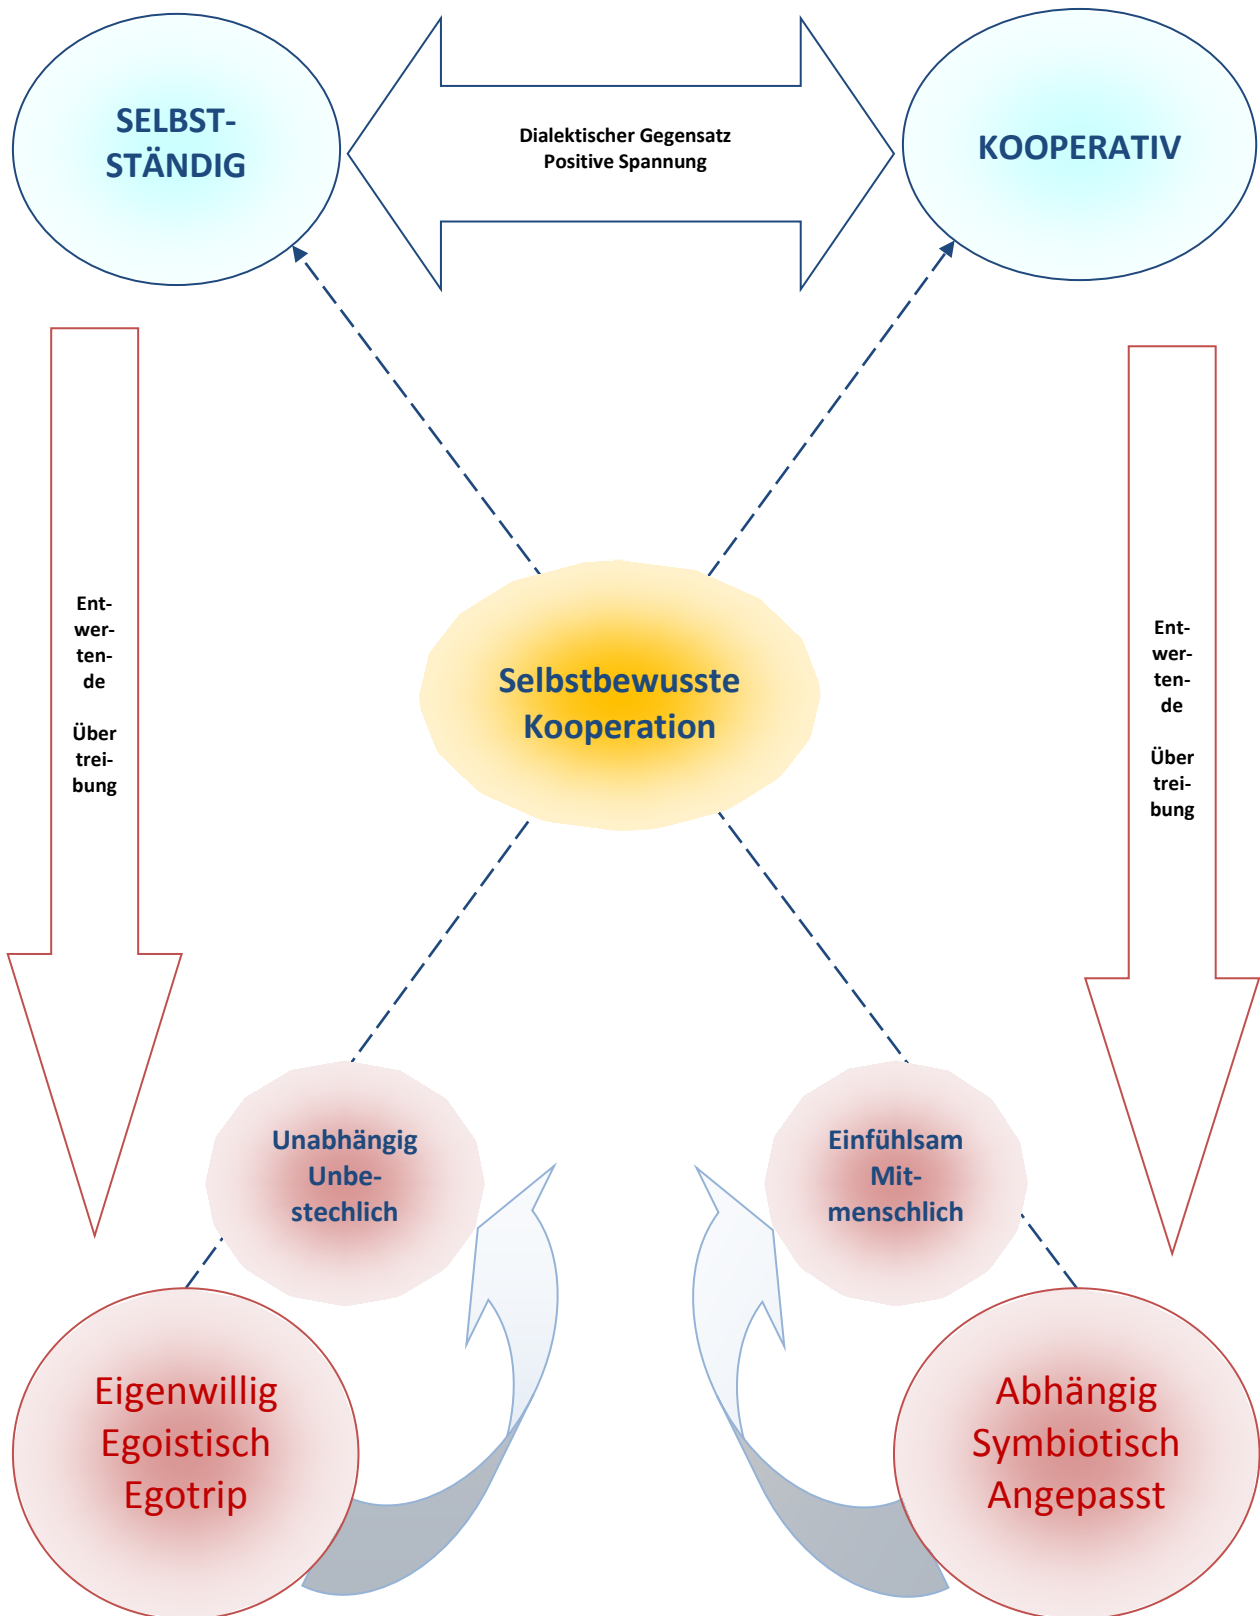 SELBST-
STÄNDIG
Dialektischer Gegensatz
Positive Spannung
KOOPERATIV
Ent-
wer-
ten-
de
Über
trei-
bung
Selbstbewusste
Kooperation
Ent-
wer-
ten-
de
Über
trei-
bung
Unabhängig
Unbe-
stechlich
Einfühlsam
Mit-
menschlich
Eigenwillig
Egoistisch
Egotrip
Abhängig
Symbiotisch
Angepasst